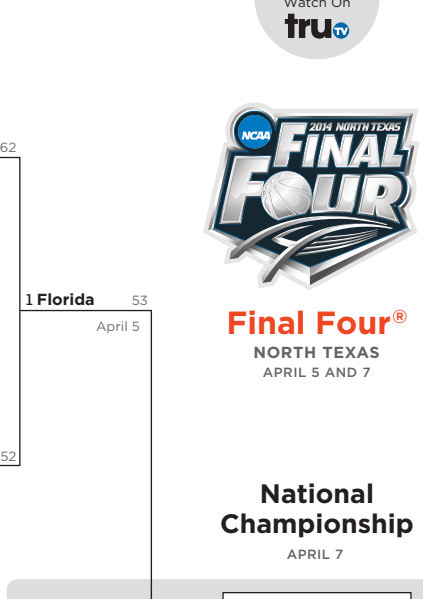 Watch On
truTV
62
NCAA
2014 NORTH TEXAS
FINAL
FOUR
1 Florida 53
April 5
Final Four®
NORTH TEXAS
APRIL 5 AND 7
52
National
Championship
APRIL 7